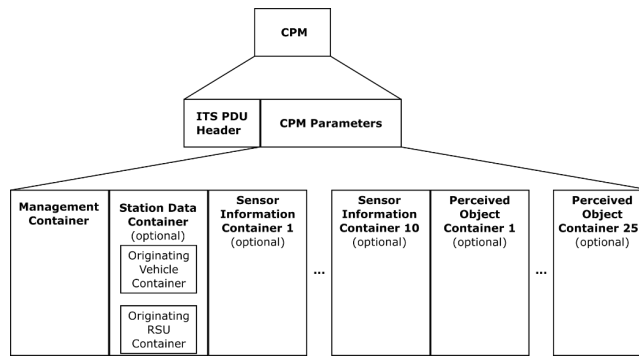 CPM
ITS PDU
Header
CPM Parameters
Management
Container
Station Data
Container
(optional)
Originating
Vehicle
Container
Originating
RSU
Container
Sensor
Information
Container 1
(optional)
...
Sensor
Information
Container 10
(optional)
Perceived
Object
Container 1
(optional)
...
Perceived
Object
Container 25
(optional)